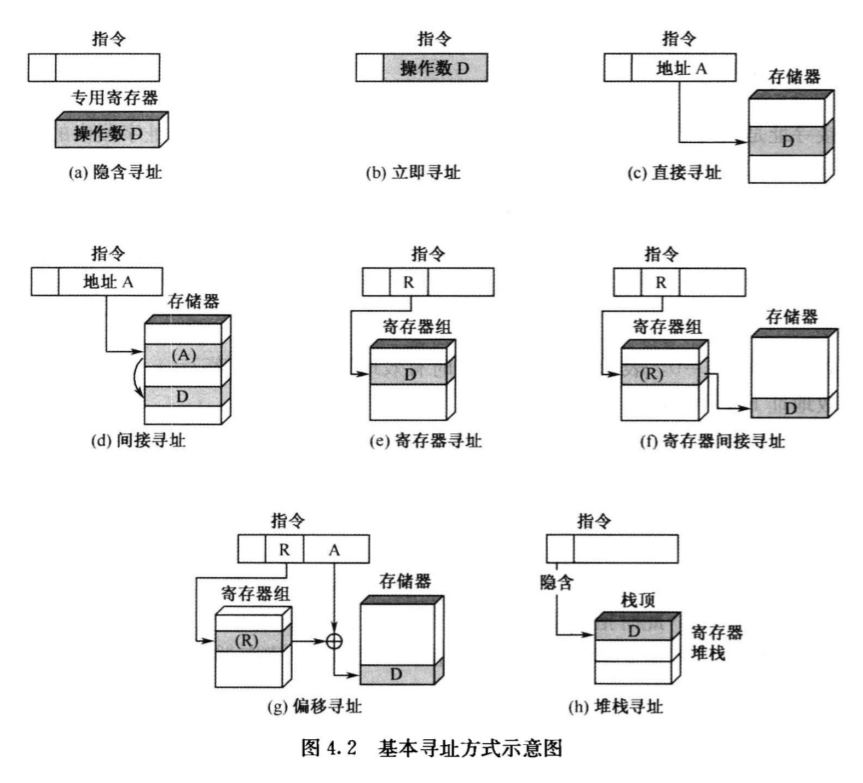 指令
专用寄存器
操作数 D
(a) 隐含寻址
指令
操作数 D
(b) 立即寻址
指令
地址 A
存储器
D
(c) 直接寻址
指令
地址 A
存储器
(A)
D
(d) 间接寻址
指令
R
寄存器组
D
(e) 寄存器寻址
指令
R
寄存器组
(R)
存储器
D
(f) 寄存器间接寻址
指令
R A
寄存器组
(R)
存储器
D
(g) 偏移寻址
指令
隐含
栈顶
D
寄存器
堆栈
(h) 堆栈寻址
图 4.2 基本寻址方式示意图